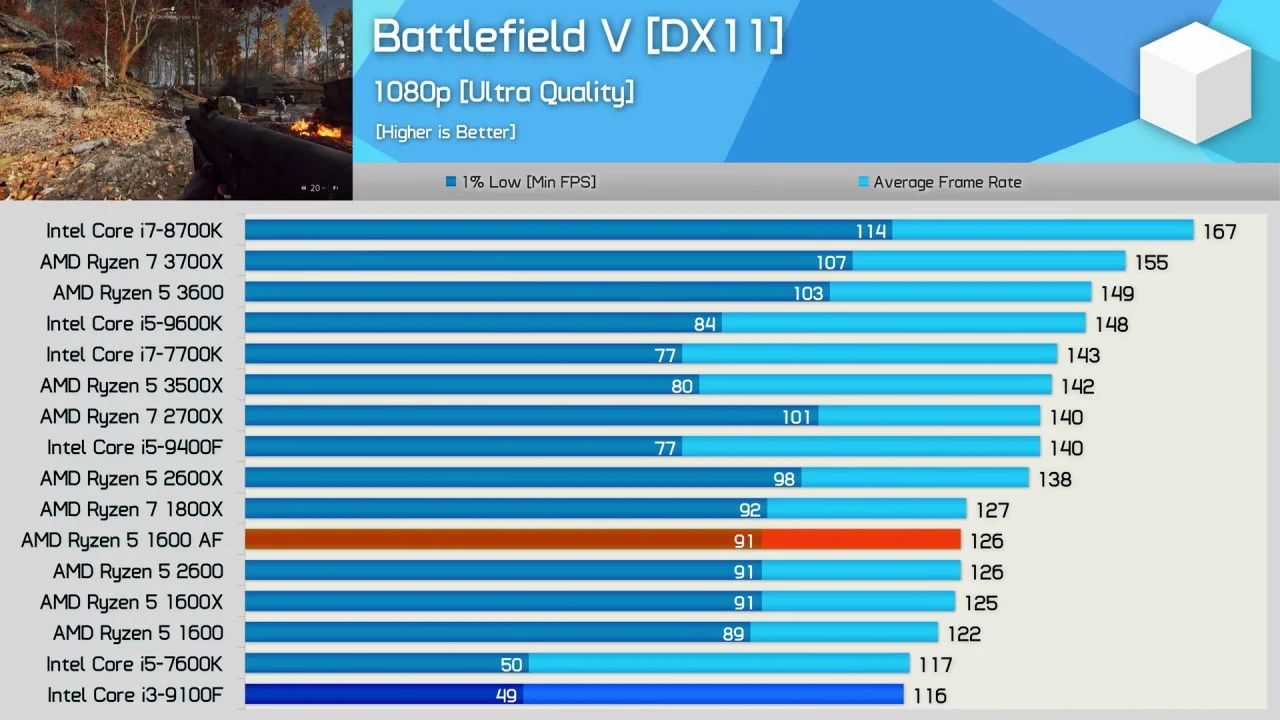 Battlefield V [DX11]
1080p [Ultra Quality]
[Higher is Better]
20
1% Low [Min FPS]
Average Frame Rate
Intel Core i7-8700K 114 167
AMD Ryzen 7 3700X 107 155
AMD Ryzen 5 3600 103 149
Intel Core i5-9600K 84 148
Intel Core i7-7700K 77 143
AMD Ryzen 5 3500X 80 142
AMD Ryzen 7 2700X 101 140
Intel Core i5-9400F 77 140
AMD Ryzen 5 2600X 98 138
AMD Ryzen 7 1800X 92 127
AMD Ryzen 5 1600 AF 91 126
AMD Ryzen 5 2600 91 126
AMD Ryzen 5 1600X 91 125
AMD Ryzen 5 1600 89 122
Intel Core i5-7600K 50 117
Intel Core i3-9100F 49 116